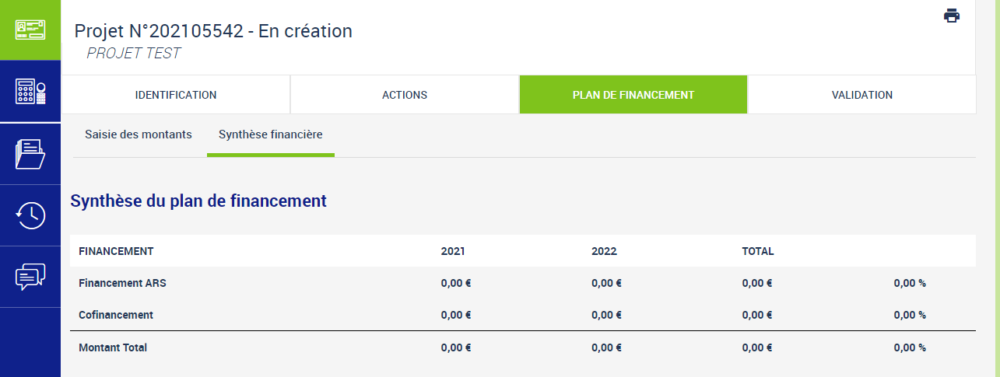 Projet N°202105542 - En création
PROJET TEST
IDENTIFICATION ACTIONS PLAN DE FINANCEMENT VALIDATION
Saisie des montants Synthèse financière
Synthèse du plan de financement
FINANCEMENT 2021 2022 TOTAL
Financement ARS 0,00 € 0,00 € 0,00 € 0,00 %
Cofinancement 0,00 € 0,00 € 0,00 € 0,00 %
Montant Total 0,00 € 0,00 € 0,00 € 0,00 %